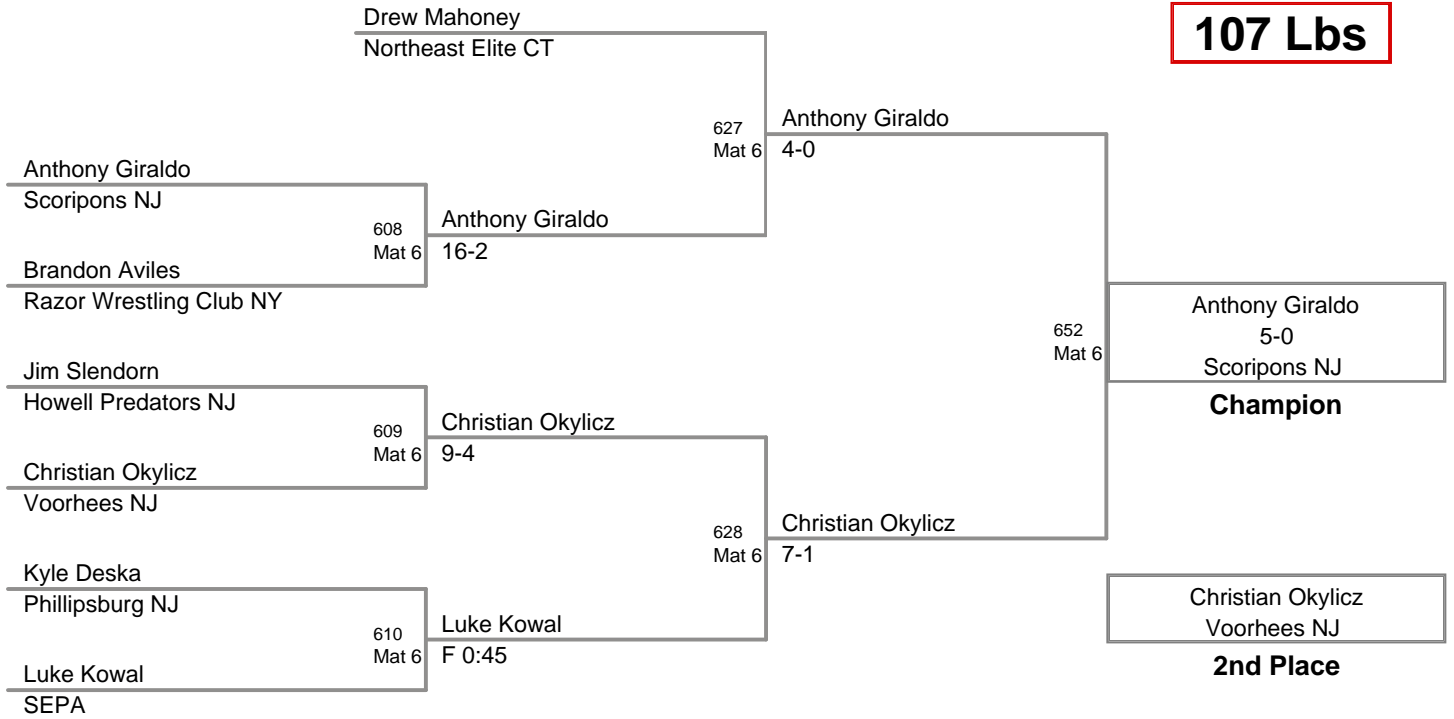 Drew Mahoney
Northeast Elite CT
107 Lbs
627
Mat 6
Anthony Giraldo
4-0
Anthony Giraldo
Scoripons NJ
608
Mat 6
Anthony Giraldo
16-2
Brandon Aviles
Razor Wrestling Club NY
652
Mat 6
Anthony Giraldo
5-0
Scoripons NJ
Champion
Jim Slendorn
Howell Predators NJ
609
Mat 6
Christian Okylicz
9-4
Christian Okylicz
Voorhees NJ
628
Mat 6
Christian Okylicz
7-1
Kyle Deska
Phillipsburg NJ
610
Mat 6
Luke Kowal
F 0:45
Luke Kowal
SEPA
Christian Okylicz
Voorhees NJ
2nd Place